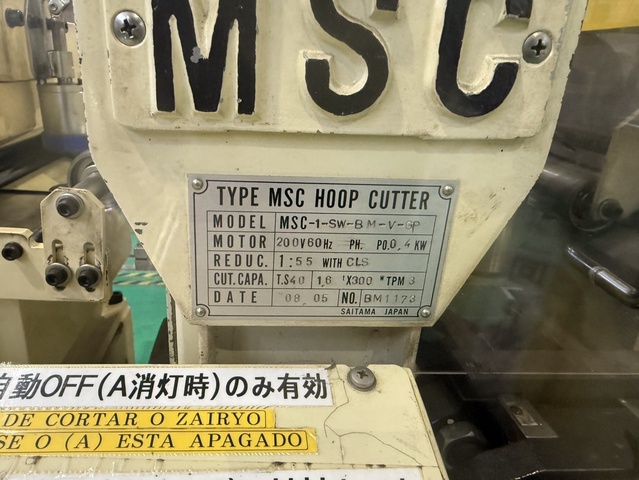 MSC
TYPE MSC HOOP CUTTER
MODEL MSC-1-SW-BM-V-GP
MOTOR 200V60Hz PH. PO.0.4 KW
REDUC. 1:55 WITH CLS
CUT.CAPA. T.S40 1.6 tX300 w TPM 3
DATE '08.05 NO. BM1173
SAITAMA JAPAN
自動OFF(A消灯時)のみ有効
DE CORTAR O ZAIRYO
SE O (A) ESTA APAGADO